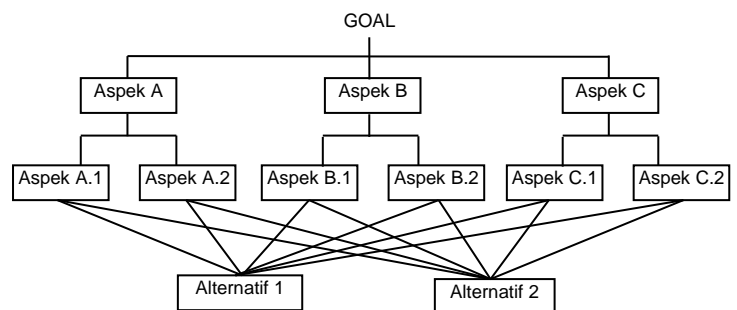 GOAL
Aspek A
Aspek B
Aspek C
Aspek A.1
Aspek A.2
Aspek B.1
Aspek B.2
Aspek C.1
Aspek C.2
Alternatif 1
Alternatif 2